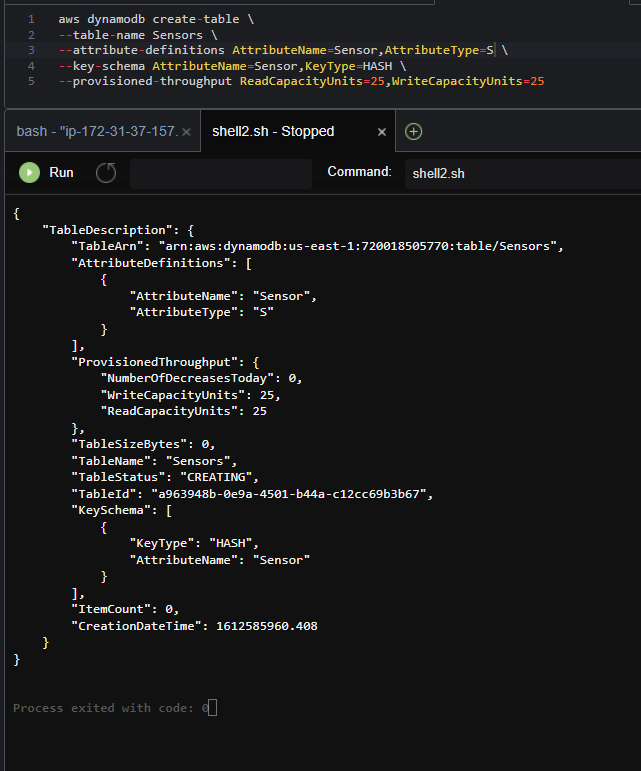 1 aws dynamodb create-table \
2 --table-name Sensors \
3 --attribute-definitions AttributeName=Sensor,AttributeType=S \
4 --key-schema AttributeName=Sensor,KeyType=HASH \
5 --provisioned-throughput ReadCapacityUnits=25,WriteCapacityUnits=25
bash - "ip-172-31-37-157. × shell2.sh - Stopped ×
Run Command: shell2.sh
{
    "TableDescription": {
        "TableArn": "arn:aws:dynamodb:us-east-1:720018505770:table/Sensors",
        "AttributeDefinitions": [
            {
                "AttributeName": "Sensor",
                "AttributeType": "S"
            }
        ],
        "ProvisionedThroughput": {
            "NumberOfDecreasesToday": 0,
            "WriteCapacityUnits": 25,
            "ReadCapacityUnits": 25
        },
        "TableSizeBytes": 0,
        "TableName": "Sensors",
        "TableStatus": "CREATING",
        "TableId": "a963948b-0e9a-4501-b44a-c12cc69b3b67",
        "KeySchema": [
            {
                "KeyType": "HASH",
                "AttributeName": "Sensor"
            }
        ],
        "ItemCount": 0,
        "CreationDateTime": 1612585960.408
    }
}
Process exited with code: 0